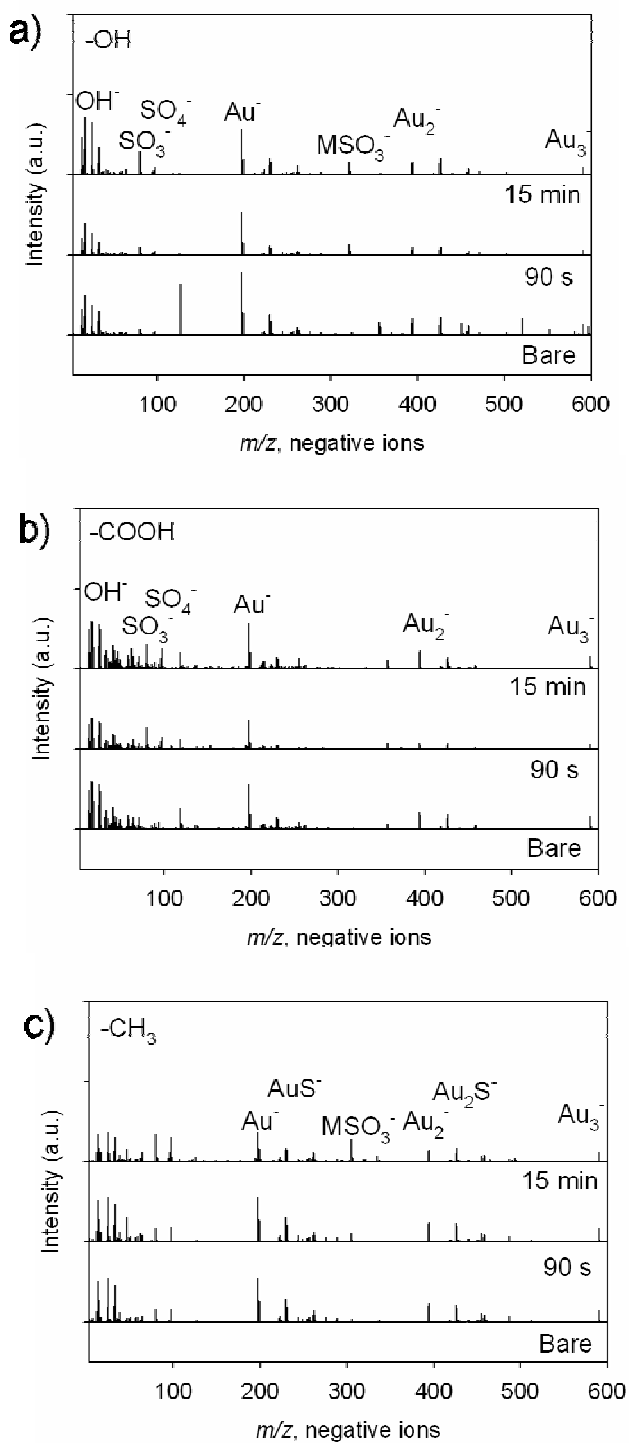 a)
-OH
OH⁻
SO₄⁻
SO₃⁻
Au⁻
MSO₃⁻
Au₂⁻
Au₃⁻
15 min
90 s
Bare
Intensity (a.u.)
100 200 300 400 500 600
m/z, negative ions
b)
-COOH
OH⁻
SO₄⁻
SO₃⁻
Au⁻
Au₂⁻
Au₃⁻
15 min
90 s
Bare
Intensity (a.u.)
100 200 300 400 500 600
m/z, negative ions
c)
-CH₃
AuS⁻
Au⁻
MSO₃⁻
Au₂S⁻
Au₂⁻
Au₃⁻
15 min
90 s
Bare
Intensity (a.u.)
100 200 300 400 500 600
m/z, negative ions